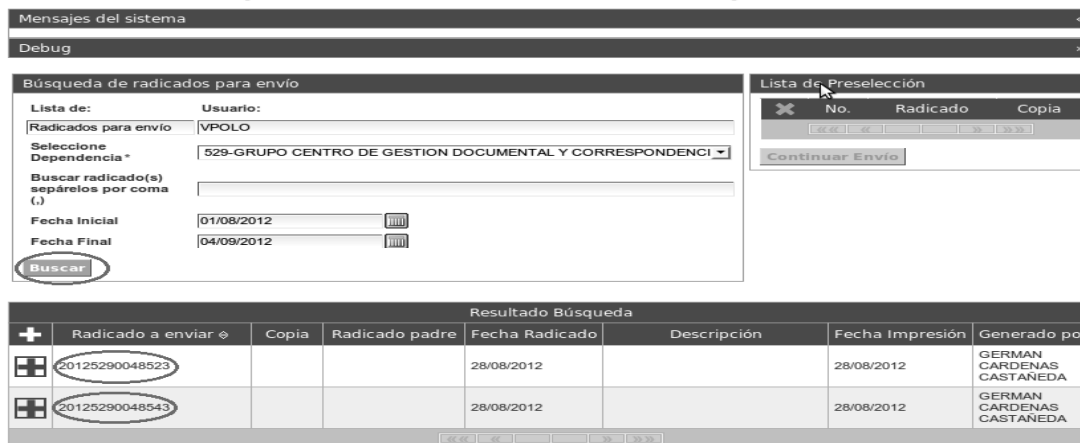 Mensajes del sistema
Debug
Búsqueda de radicados para envío
Lista de:
Usuario:
Radicados para envío
VPOLO
Seleccione
Dependencia *
529-GRUPO CENTRO DE GESTION DOCUMENTAL Y CORRESPONDENCI
Buscar radicado(s)
sepárelos por coma
(,)
Fecha Inicial
01/08/2012
Fecha Final
04/09/2012
Buscar
Lista de Preselección
No. Radicado Copia
Continuar Envío
Resultado Búsqueda
Radicado a enviar Copia Radicado padre Fecha Radicado Descripción Fecha Impresión Generado po
20125290048523 28/08/2012 28/08/2012 GERMAN
CARDENAS
CASTAÑEDA
20125290048543 28/08/2012 28/08/2012 GERMAN
CARDENAS
CASTAÑEDA